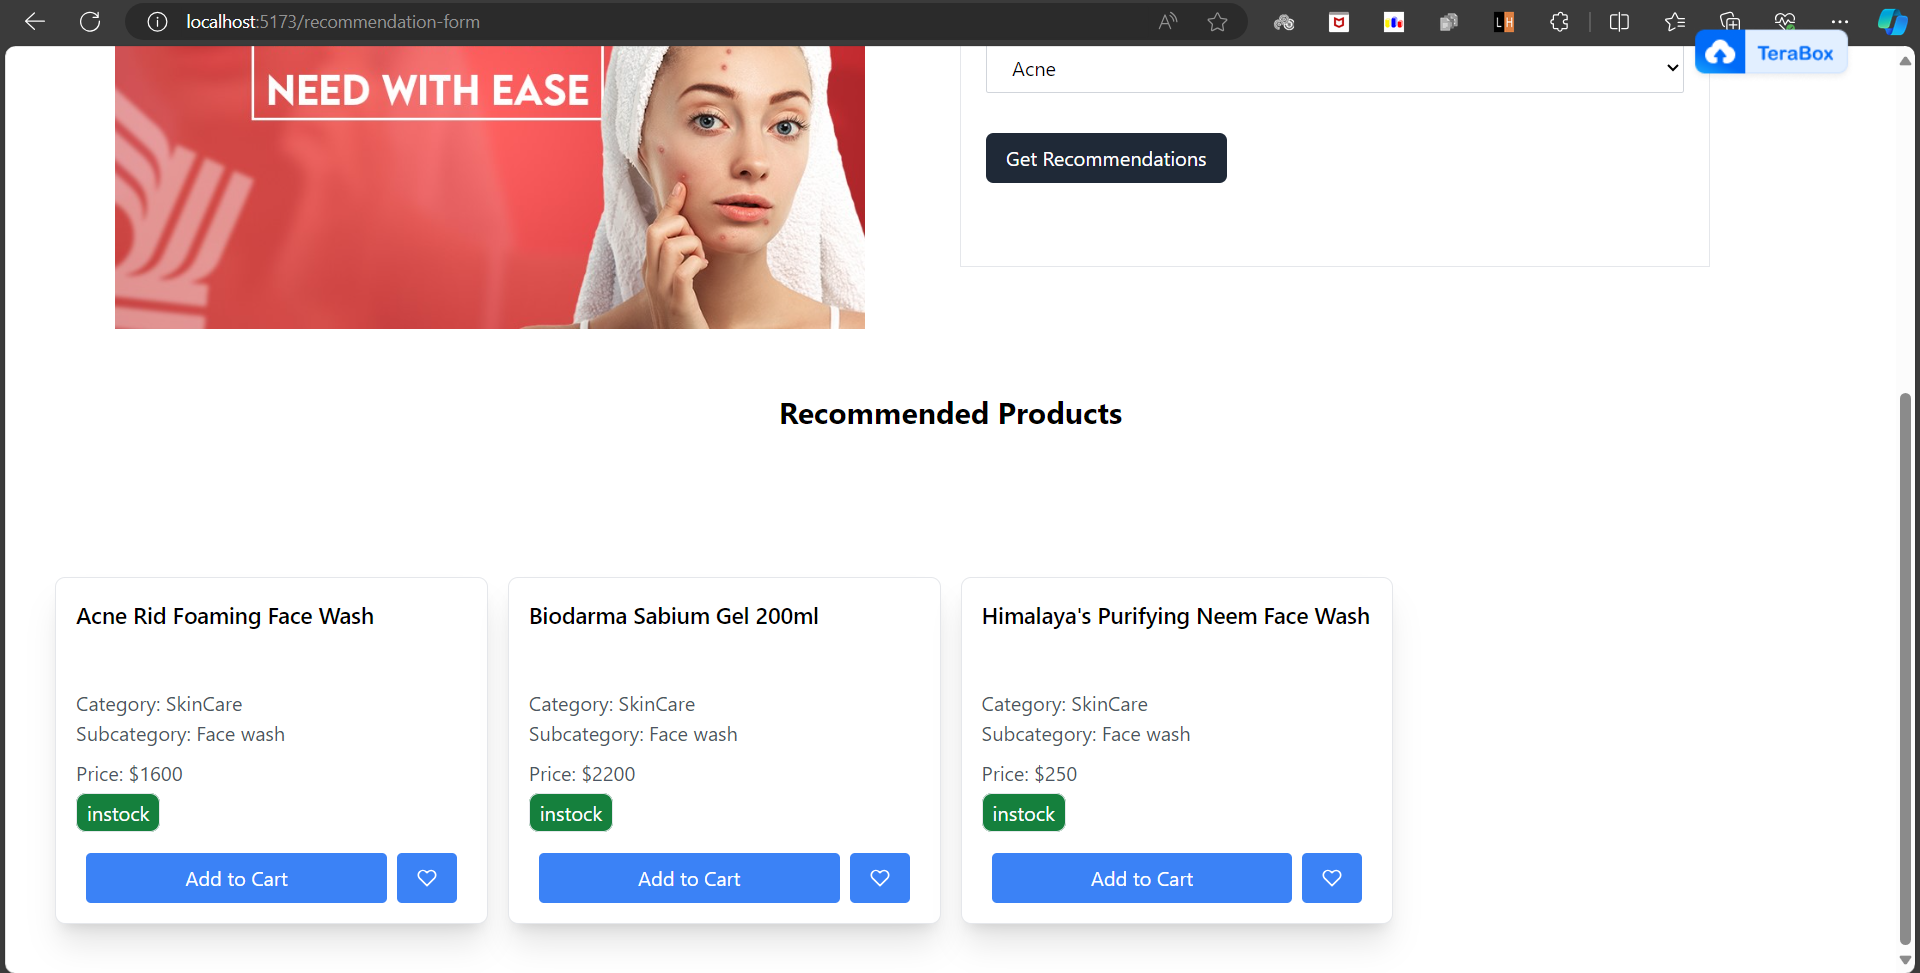 localhost:5173/recommendation-form
TeraBox
NEED WITH EASE
Acne
Get Recommendations
Recommended Products
Acne Rid Foaming Face Wash
Category: SkinCare
Subcategory: Face wash
Price: $1600
instock
Add to Cart
Biodarma Sabium Gel 200ml
Category: SkinCare
Subcategory: Face wash
Price: $2200
instock
Add to Cart
Himalaya's Purifying Neem Face Wash
Category: SkinCare
Subcategory: Face wash
Price: $250
instock
Add to Cart